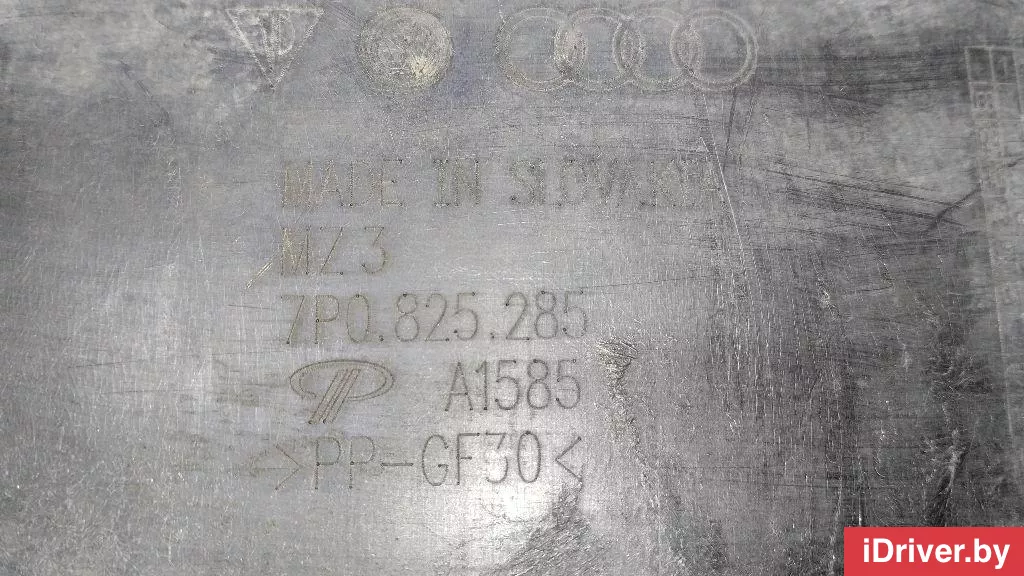 MADE IN SLOVAKIA
MZ3
7P0.825.285
A1585
>PP-GF30<
iDriver.by